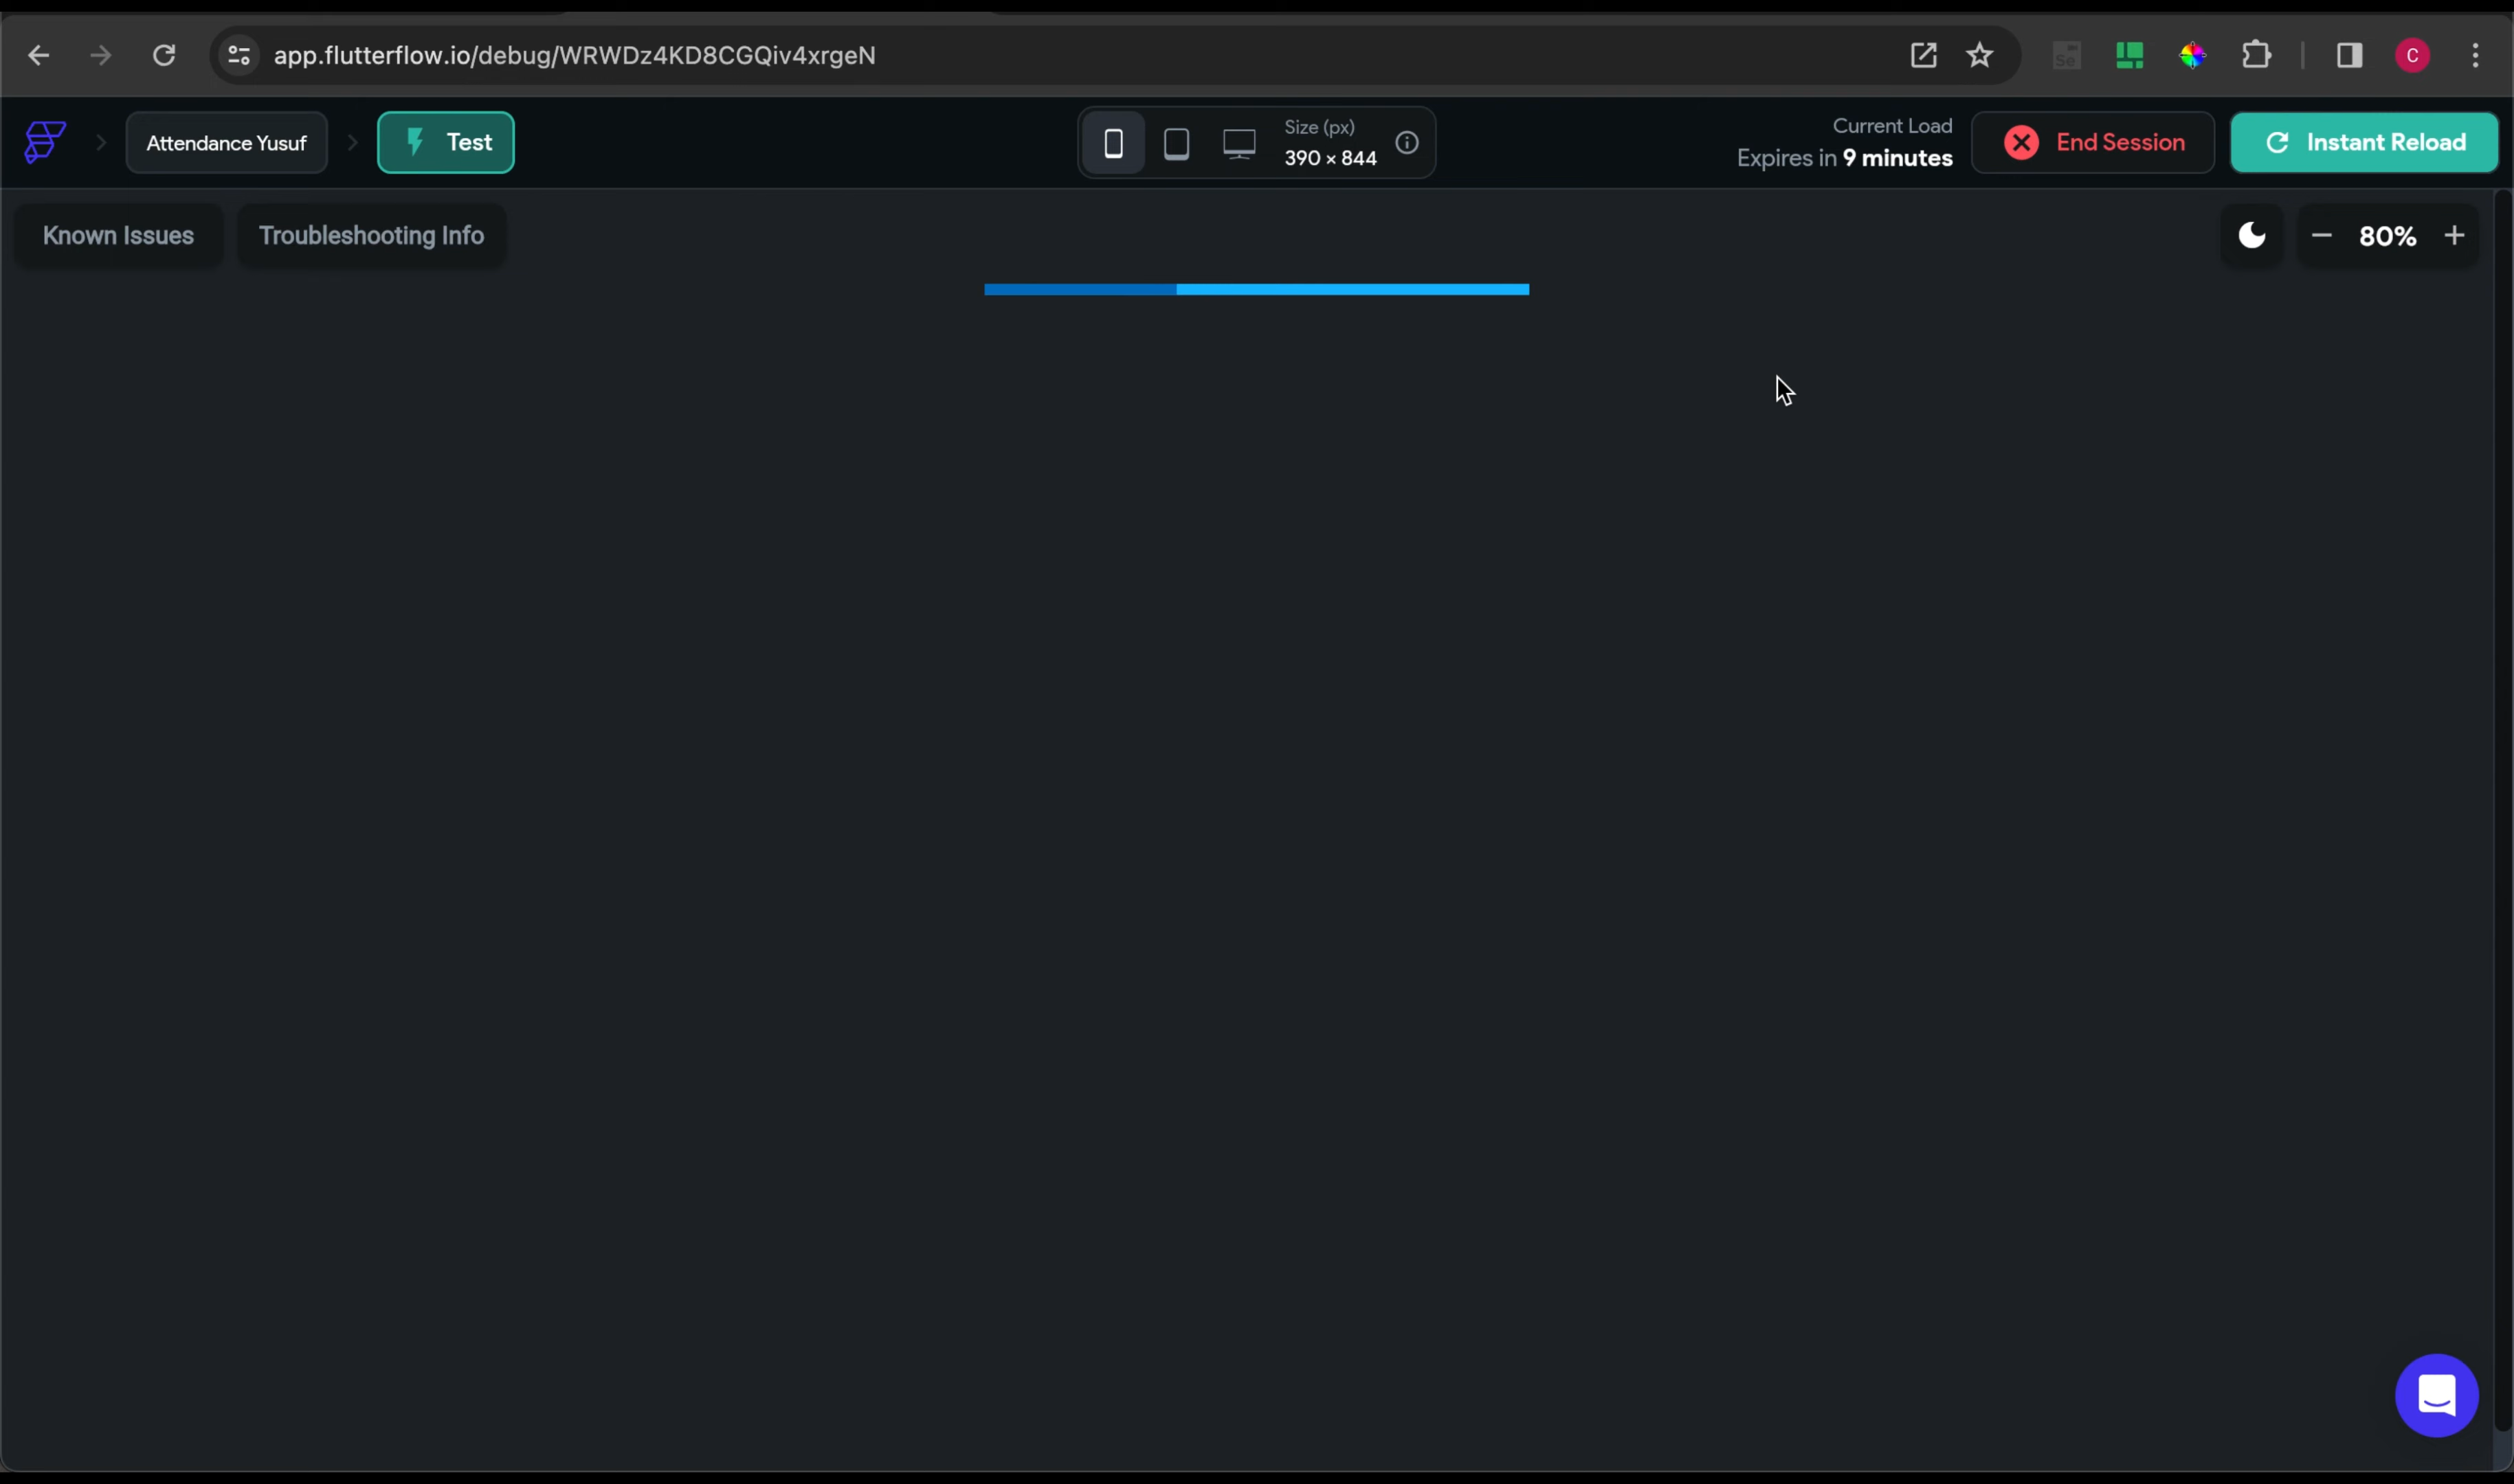 app.flutterflow.io/debug/WRWDz4KD8CGQiv4xrgeN
C
Attendance Yusuf
Test
Size (px)
390 × 844
Current Load
Expires in 9 minutes
End Session
Instant Reload
Known Issues
Troubleshooting Info
80%